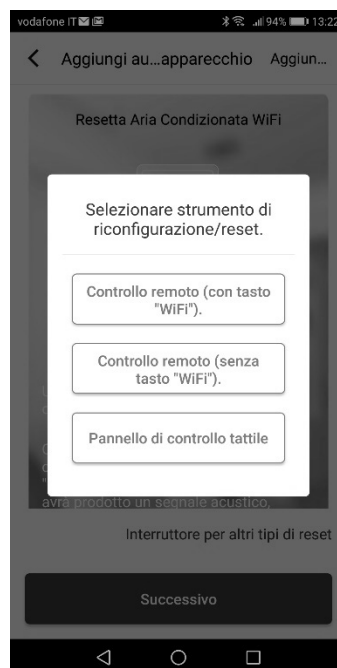 vodafone IT 94% 13:22
Aggiungi au...apparecchio Aggiun...
Resetta Aria Condizionata WiFi
Selezionare strumento di
riconfigurazione/reset.
Controllo remoto (con tasto
"WiFi").
Controllo remoto (senza
tasto "WiFi").
Pannello di controllo tattile
avrà prodotto un segnale acustico,
Interruttore per altri tipi di reset
Successivo